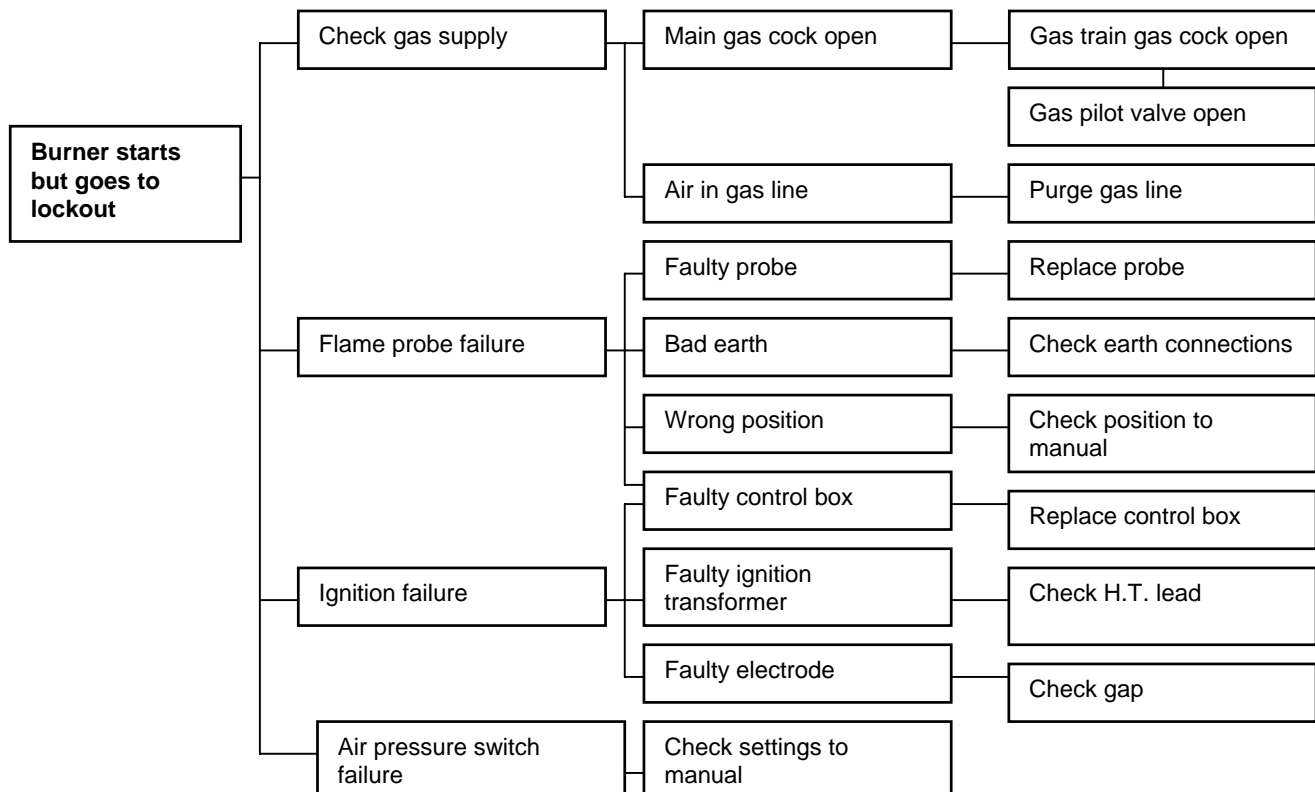 Check gas supply
Main gas cock open
Gas train gas cock open
Gas pilot valve open
Burner starts
but goes to
lockout
Air in gas line
Purge gas line
Faulty probe
Replace probe
Flame probe failure
Bad earth
Check earth connections
Wrong position
Check position to
manual
Faulty control box
Replace control box
Ignition failure
Faulty ignition
transformer
Check H.T. lead
Faulty electrode
Check gap
Air pressure switch
failure
Check settings to
manual